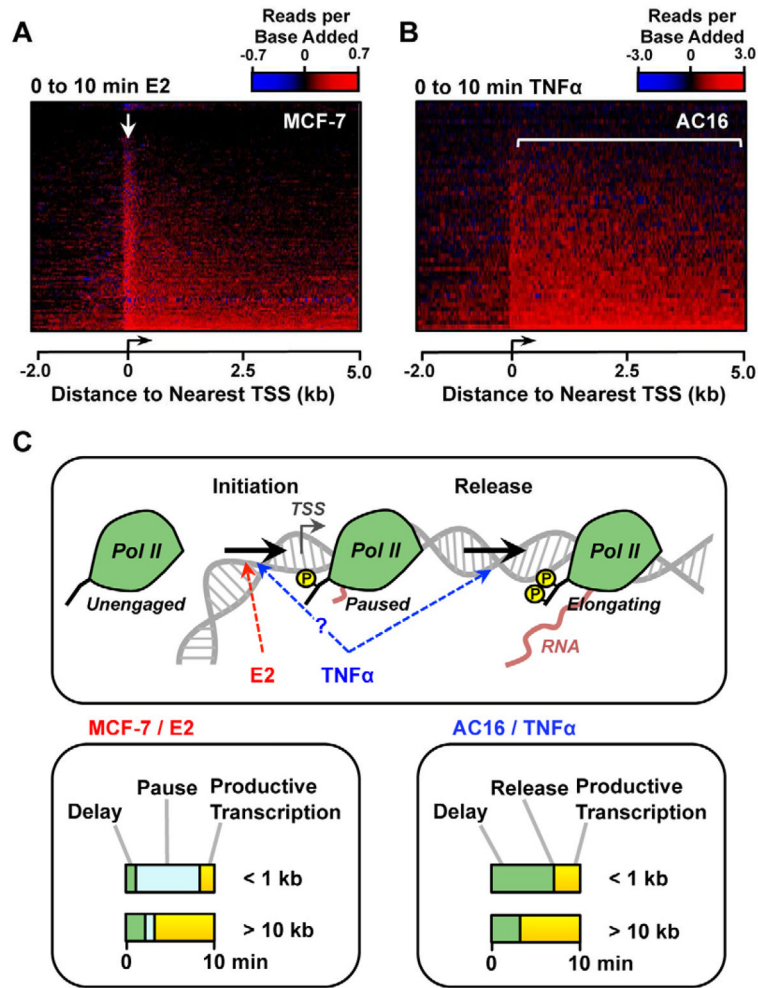 A
Reads per
Base Added
-0.7 0 0.7
0 to 10 min E2
MCF-7
-2.0 0 2.5 5.0
Distance to Nearest TSS (kb)
B
Reads per
Base Added
-3.0 0 3.0
0 to 10 min TNFα
AC16
-2.0 0 2.5 5.0
Distance to Nearest TSS (kb)
C
Initiation Release
TSS
Pol II Pol II Pol II
P
P
P
Unengaged Paused Elongating
?
RNA
E2 TNFα
MCF-7 / E2
Pause Productive
Delay Transcription
< 1 kb
> 10 kb
0 10 min
AC16 / TNFα
Release Productive
Delay Transcription
< 1 kb
> 10 kb
0 10 min